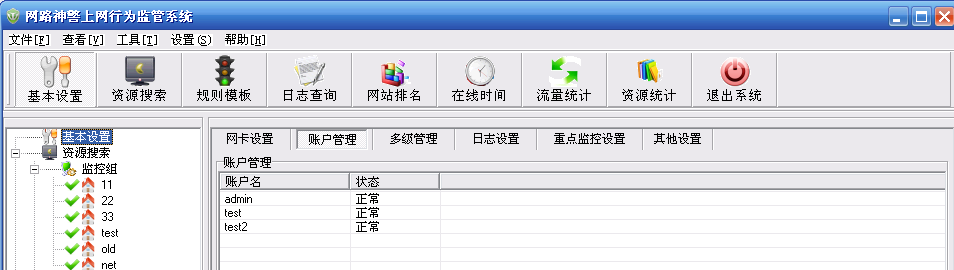 网路神警上网行为监管系统
文件[F] 查看[V] 工具[T] 设置(S) 帮助[H]
基本设置 资源搜索 规则模板 日志查询 网站排名 在线时间 流量统计 资源统计 退出系统
基本设置
资源搜索
监控组
11
22
33
test
old
net
网卡设置 账户管理 多级管理 日志设置 重点监控设置 其他设置
账户管理
账户名 状态
admin 正常
test 正常
test2 正常